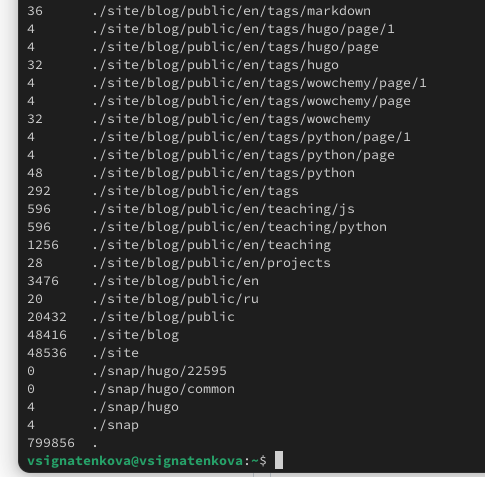 36 ./site/blog/public/en/tags/markdown
4 ./site/blog/public/en/tags/hugo/page/1
4 ./site/blog/public/en/tags/hugo/page
32 ./site/blog/public/en/tags/hugo
4 ./site/blog/public/en/tags/wowchemy/page/1
4 ./site/blog/public/en/tags/wowchemy/page
32 ./site/blog/public/en/tags/wowchemy
4 ./site/blog/public/en/tags/python/page/1
4 ./site/blog/public/en/tags/python/page
48 ./site/blog/public/en/tags/python
292 ./site/blog/public/en/tags
596 ./site/blog/public/en/teaching/js
596 ./site/blog/public/en/teaching/python
1256 ./site/blog/public/en/teaching
28 ./site/blog/public/en/projects
3476 ./site/blog/public/en
20 ./site/blog/public/ru
20432 ./site/blog/public
48416 ./site/blog
48536 ./site
0 ./snap/hugo/22595
0 ./snap/hugo/common
4 ./snap/hugo
4 ./snap
799856 .
vsignatenkova@vsignatenkova:~$